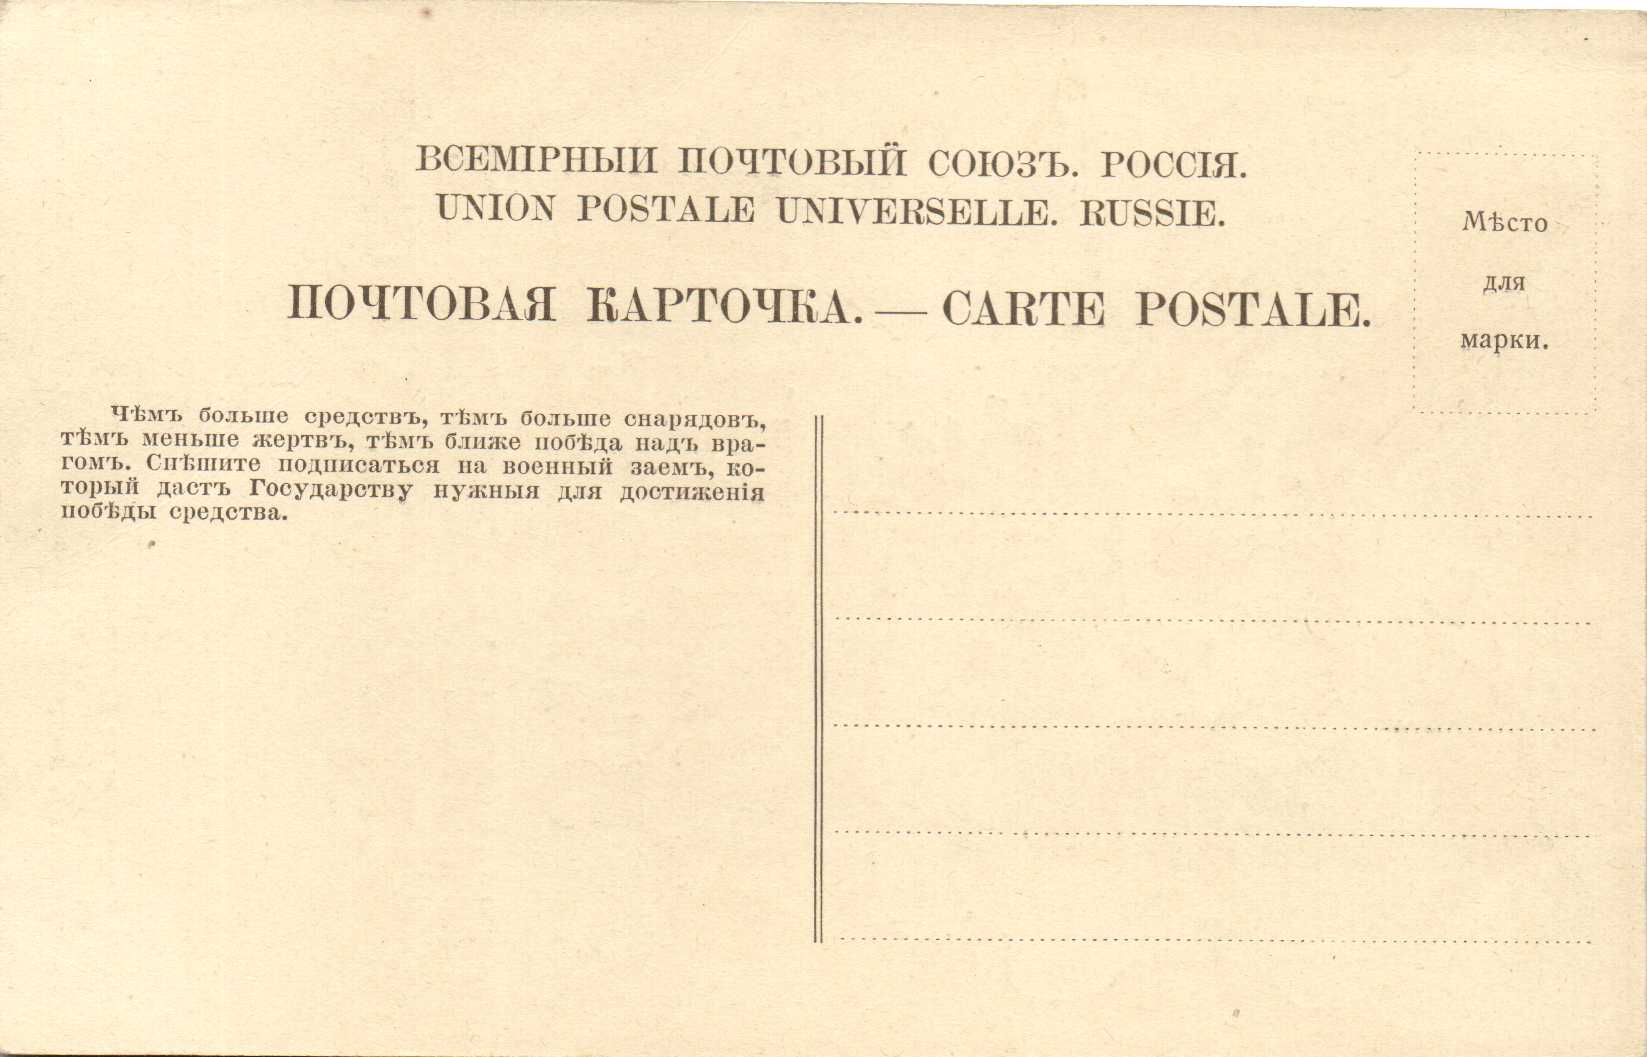 ВСЕМІРНЫИ ПОЧТОВЫЙ СОЮЗЪ. РОССІЯ.
UNION POSTALE UNIVERSELLE. RUSSIE.
ПОЧТОВАЯ КАРТОЧКА. — CARTE POSTALE.
Мѣсто
для
марки.
Чѣмъ больше средствъ, тѣмъ больше снарядовъ,
тѣмъ меньше жертвъ, тѣмъ ближе побѣда надъ вра-
гомъ. Спѣшите подписаться на военный заемъ, ко-
торый дастъ Государству нужныя для достиженія
побѣды средства.